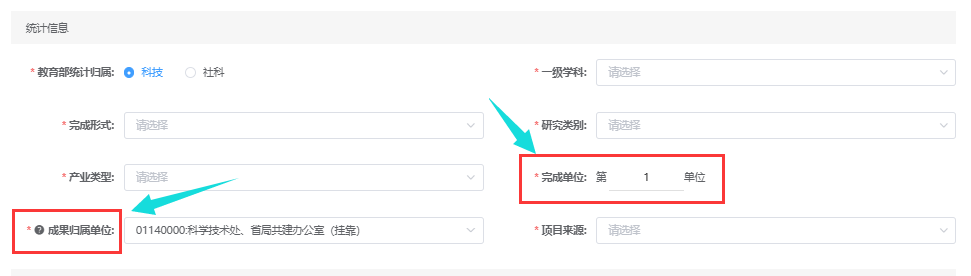 统计信息
* 教育部统计归属: 科技 社科
* 一级学科: 请选择
* 完成形式: 请选择
* 研究类别: 请选择
* 产业类型: 请选择
* 完成单位: 第 1 单位
* ? 成果归属单位: 01140000:科学技术处、省局共建办公室（挂靠）
* 项目来源: 请选择